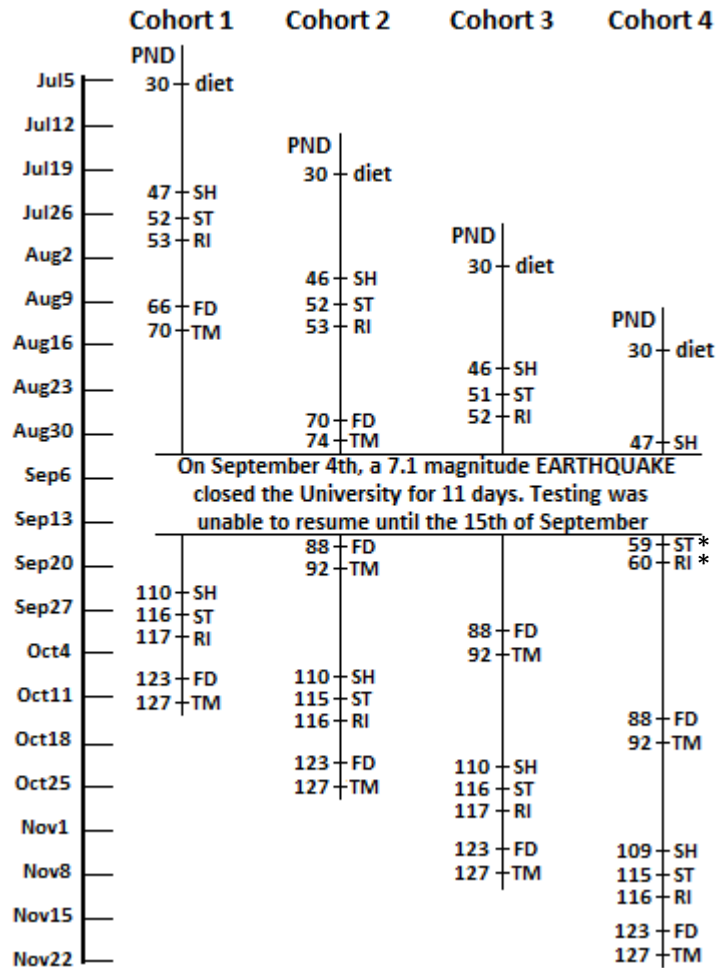 Cohort 1 Cohort 2 Cohort 3 Cohort 4
PND
Jul5
30 diet
Jul12
PND
Jul19
30 diet
47 SH
Jul26
52 ST
PND
53 RI
Aug2
30 diet
46 SH
Aug9
66 FD
52 ST
PND
53 RI
70 TM
Aug16
30 diet
46 SH
Aug23
51 ST
52 RI
70 FD
Aug30
74 TM
47 SH
On September 4th, a 7.1 magnitude EARTHQUAKE
Sep6
closed the University for 11 days. Testing was
Sep13
unable to resume until the 15th of September
88 FD
59 ST *
Sep20
92 TM
60 RI *
110 SH
Sep27
116 ST
88 FD
117 RI
Oct4
92 TM
123 FD
110 SH
Oct11
127 TM
115 ST
116 RI
88 FD
Oct18
92 TM
123 FD
110 SH
Oct25
127 TM
116 ST
117 RI
Nov1
123 FD
109 SH
Nov8
127 TM
115 ST
116 RI
Nov15
123 FD
127 TM
Nov22